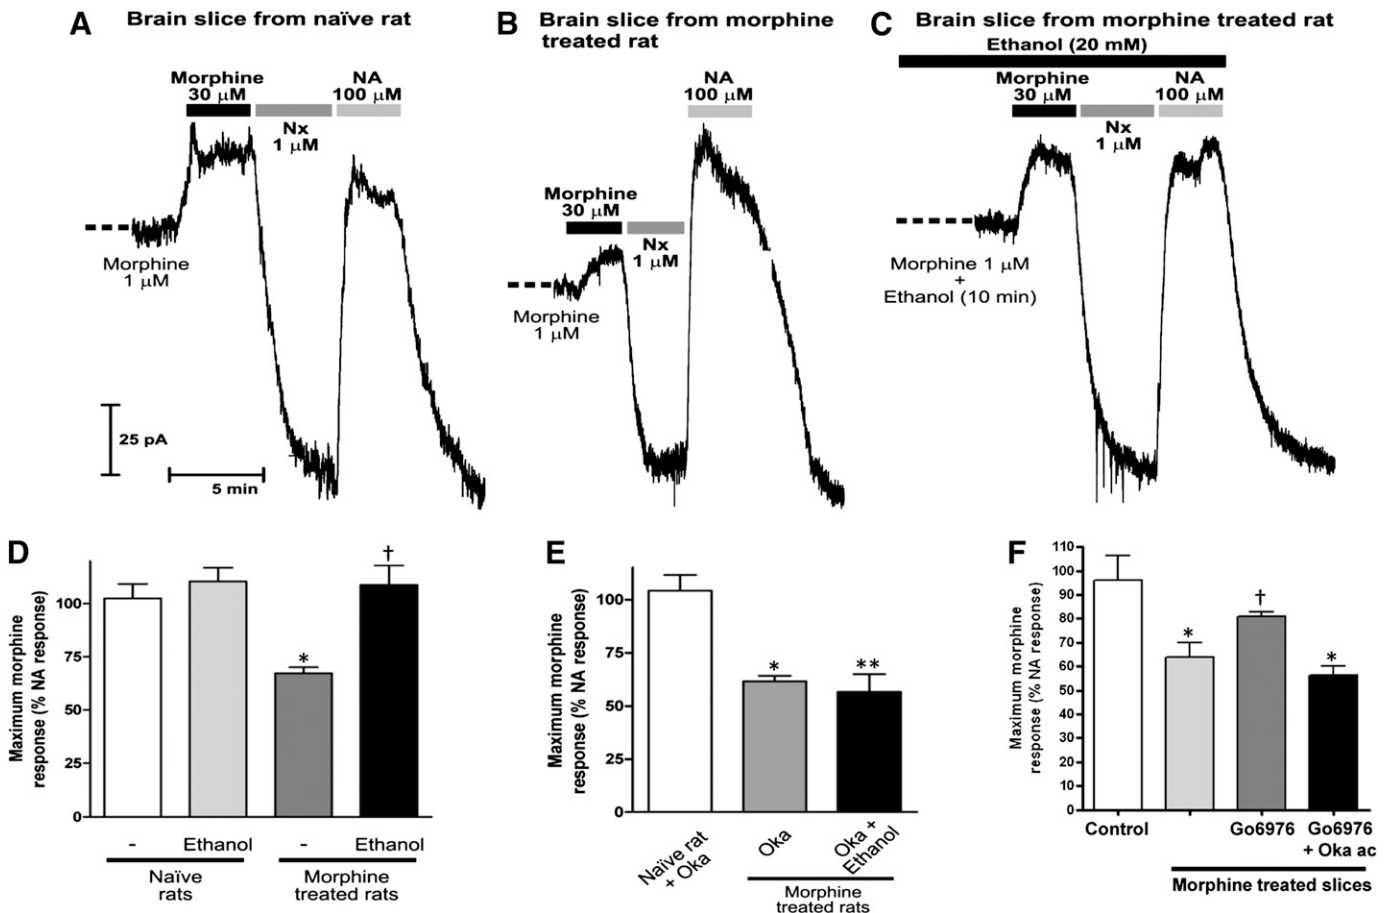 A Brain slice from naïve rat
Morphine
30 μM
NA
100 μM
Nx
1 μM
Morphine
1 μM
25 pA
5 min
B Brain slice from morphine
treated rat
NA
100 μM
Morphine
30 μM
Nx
1 μM
Morphine
1 μM
C Brain slice from morphine treated rat
Ethanol (20 mM)
Morphine
30 μM
NA
100 μM
Nx
1 μM
Morphine 1 μM
+
Ethanol (10 min)
D
Maximum morphine
response (% NA response)
100
75
50
25
0
*
†
- Ethanol - Ethanol
Naïve
rats
Morphine
treated rats
E
Maximum morphine
response (% NA response)
100
75
50
25
0
*
**
Naïve rat
+ Oka
Oka
Oka +
Ethanol
Morphine
treated rats
F
Maximum morphine
response (% NA response)
110
100
90
80
70
60
50
40
30
20
10
0
*
†
*
Control - Go6976 Go6976
+ Oka ac
Morphine treated slices